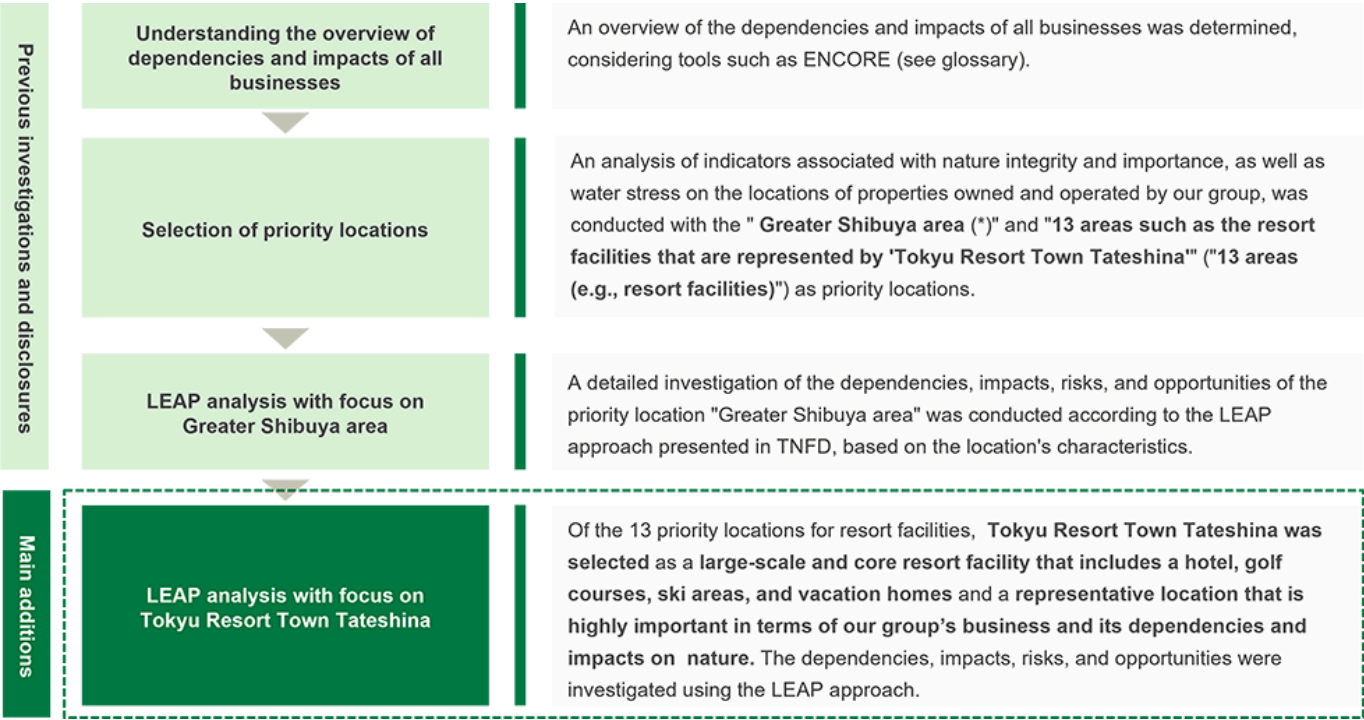 Previous investigations and disclosures
Understanding the overview of
dependencies and impacts of all
businesses
An overview of the dependencies and impacts of all businesses was determined,
considering tools such as ENCORE (see glossary).
Selection of priority locations
An analysis of indicators associated with nature integrity and importance, as well as
water stress on the locations of properties owned and operated by our group, was
conducted with the " Greater Shibuya area (*)" and "13 areas such as the resort
facilities that are represented by 'Tokyu Resort Town Tateshina'" ("13 areas
(e.g., resort facilities)") as priority locations.
LEAP analysis with focus on
Greater Shibuya area
A detailed investigation of the dependencies, impacts, risks, and opportunities of the
priority location "Greater Shibuya area" was conducted according to the LEAP
approach presented in TNFD, based on the location's characteristics.
Main additions
LEAP analysis with focus on
Tokyu Resort Town Tateshina
Of the 13 priority locations for resort facilities, Tokyu Resort Town Tateshina was
selected as a large-scale and core resort facility that includes a hotel, golf
courses, ski areas, and vacation homes and a representative location that is
highly important in terms of our group’s business and its dependencies and
impacts on nature. The dependencies, impacts, risks, and opportunities were
investigated using the LEAP approach.